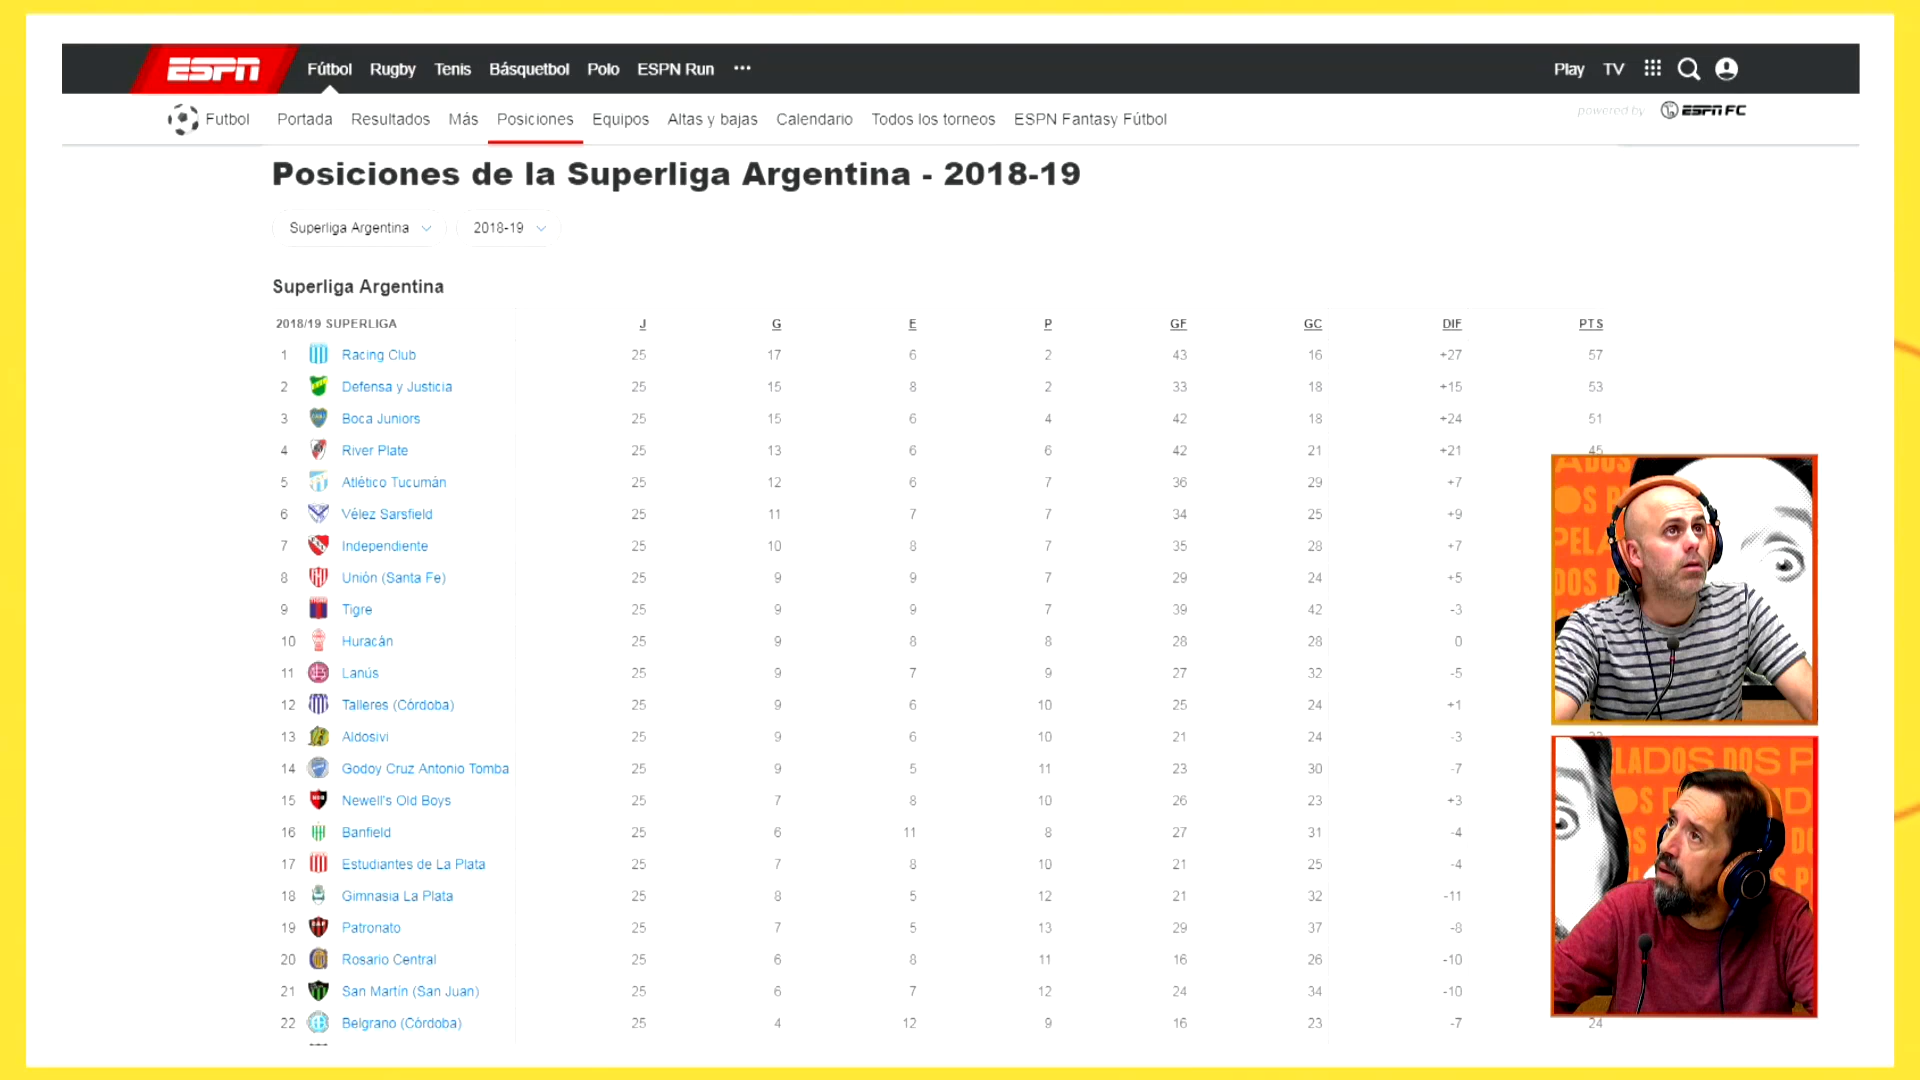 ESPN Fútbol Rugby Tenis Básquetbol Polo ESPN Run ••• Play TV
Futbol Portada Resultados Más Posiciones Equipos Altas y bajas Calendario Todos los torneos ESPN Fantasy Fútbol powered by ESPN FC
Posiciones de la Superliga Argentina - 2018-19
Superliga Argentina 2018-19
Superliga Argentina
2018/19 SUPERLIGA J G E P GF GC DIF PTS
1 Racing Club 25 17 6 2 43 16 +27 57
2 Defensa y Justicia 25 15 8 2 33 18 +15 53
3 Boca Juniors 25 15 6 4 42 18 +24 51
4 River Plate 25 13 6 6 42 21 +21 45
5 Atlético Tucumán 25 12 6 7 36 29 +7
6 Vélez Sarsfield 25 11 7 7 34 25 +9
7 Independiente 25 10 8 7 35 28 +7
8 Unión (Santa Fe) 25 9 9 7 29 24 +5
9 Tigre 25 9 9 7 39 42 -3
10 Huracán 25 9 8 8 28 28 0
11 Lanús 25 9 7 9 27 32 -5
12 Talleres (Córdoba) 25 9 6 10 25 24 +1
13 Aldosivi 25 9 6 10 21 24 -3
14 Godoy Cruz Antonio Tomba 25 9 5 11 23 30 -7
15 Newell's Old Boys 25 7 8 10 26 23 +3
16 Banfield 25 6 11 8 27 31 -4
17 Estudiantes de La Plata 25 7 8 10 21 25 -4
18 Gimnasia La Plata 25 8 5 12 21 32 -11
19 Patronato 25 7 5 13 29 37 -8
20 Rosario Central 25 6 8 11 16 26 -10
21 San Martín (San Juan) 25 6 7 12 24 34 -10
22 Belgrano (Córdoba) 25 4 12 9 16 23 -7 24